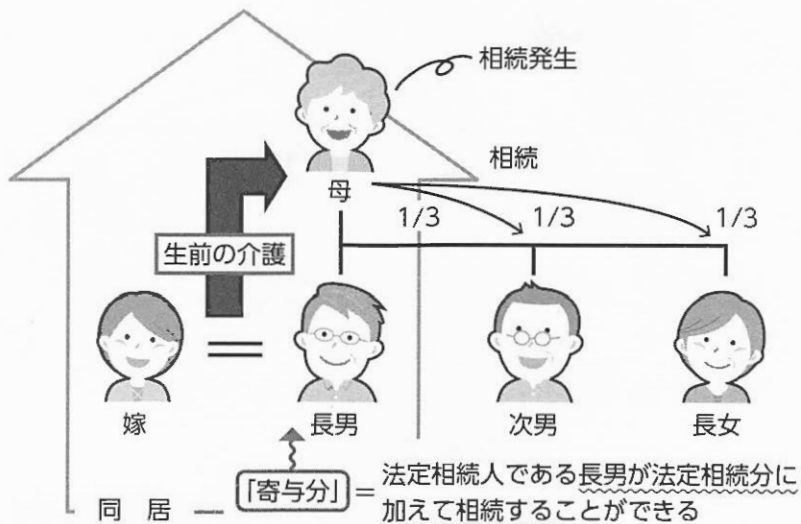 相続発生
相続
母
1/3 1/3 1/3
生前の介護
嫁 = 長男 次男 長女
同居
「寄与分」=法定相続人である長男が法定相続分に
加えて相続することができる